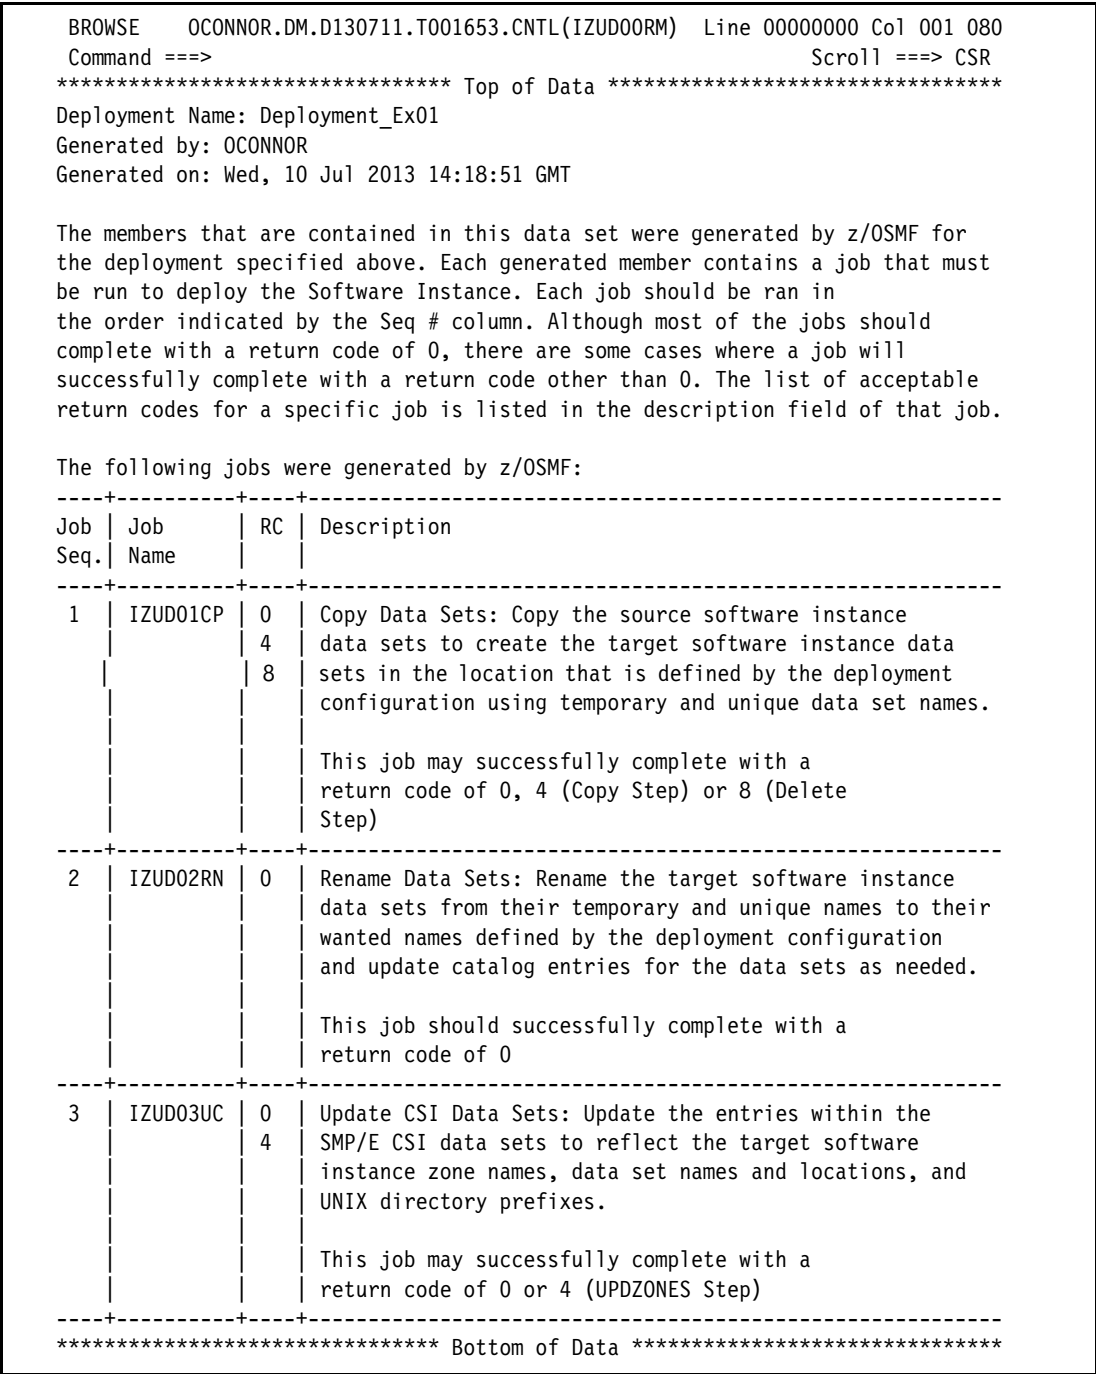 BROWSE    OCONNOR.DM.D130711.T001653.CNTL(IZUD00RM)  Line 00000000 Col 001 080
Command ===>                                                  Scroll ===> CSR
********************************* Top of Data *********************************
Deployment Name: Deployment_Ex01
Generated by: OCONNOR
Generated on: Wed, 10 Jul 2013 14:18:51 GMT

The members that are contained in this data set were generated by z/OSMF for
the deployment specified above. Each generated member contains a job that must
be run to deploy the Software Instance. Each job should be ran in
the order indicated by the Seq # column. Although most of the jobs should
complete with a return code of 0, there are some cases where a job will
successfully complete with a return code other than 0. The list of acceptable
return codes for a specific job is listed in the description field of that job.

The following jobs were generated by z/OSMF:
----+----------+----+----------------------------------------------------------
Job | Job      | RC | Description
Seq.| Name     |    |
----+----------+----+----------------------------------------------------------
 1  | IZUD01CP | 0  | Copy Data Sets: Copy the source software instance
    |          | 4  | data sets to create the target software instance data
    |          | 8  | sets in the location that is defined by the deployment
    |          |    | configuration using temporary and unique data set names.
    |          |    |
    |          |    | This job may successfully complete with a
    |          |    | return code of 0, 4 (Copy Step) or 8 (Delete
    |          |    | Step)
----+----------+----+----------------------------------------------------------
 2  | IZUD02RN | 0  | Rename Data Sets: Rename the target software instance
    |          |    | data sets from their temporary and unique names to their
    |          |    | wanted names defined by the deployment configuration
    |          |    | and update catalog entries for the data sets as needed.
    |          |    |
    |          |    | This job should successfully complete with a
    |          |    | return code of 0
----+----------+----+----------------------------------------------------------
 3  | IZUD03UC | 0  | Update CSI Data Sets: Update the entries within the
    |          | 4  | SMP/E CSI data sets to reflect the target software
    |          |    | instance zone names, data set names and locations, and
    |          |    | UNIX directory prefixes.
    |          |    |
    |          |    | This job may successfully complete with a
    |          |    | return code of 0 or 4 (UPDZONES Step)
----+----------+----+----------------------------------------------------------
******************************** Bottom of Data *******************************